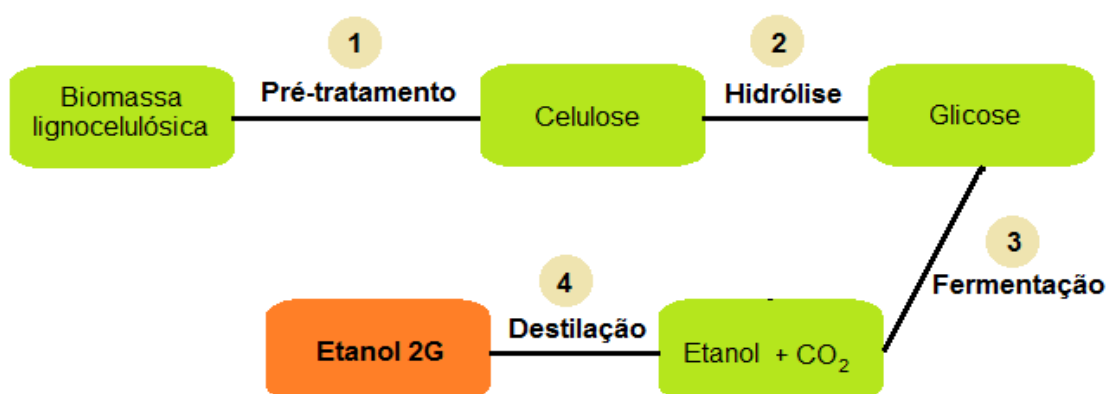 1
Pré-tratamento
2
Hidrólise
Biomassa
lignocelulósica
Celulose
Glicose
3
Fermentação
4
Destilação
Etanol 2G
Etanol + CO₂